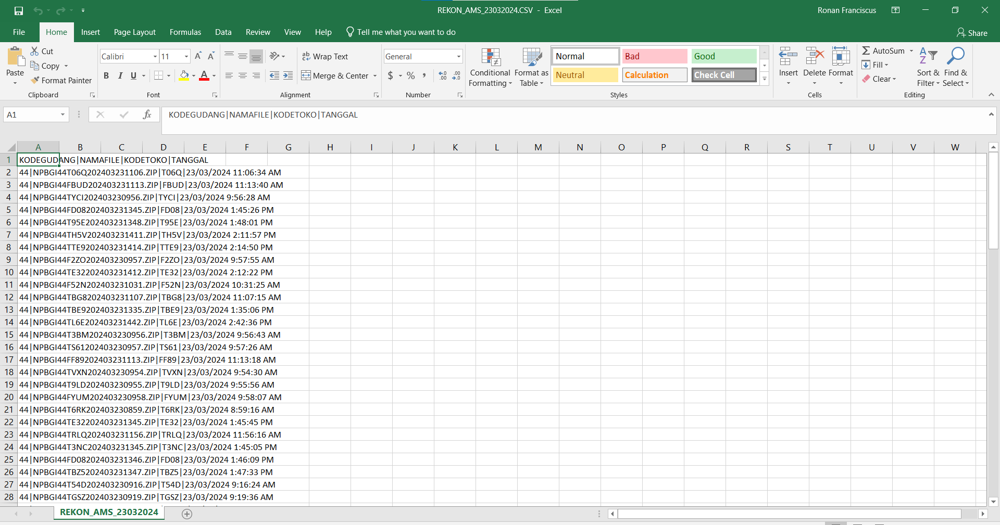 REKON_AMS_23032024.CSV - Excel
Ronan Franciscus
File Home Insert Page Layout Formulas Data Review View Help Tell me what you want to do Share
Paste
Cut
Copy
Format Painter
Clipboard
Calibri 11
B I U
Font
Wrap Text
Merge & Center
Alignment
General
$ % ,
Number
Conditional Formatting
Format as Table
Normal Bad Good
Neutral Calculation Check Cell
Styles
Insert Delete Format
Cells
AutoSum
Fill
Clear
Sort & Filter
Find & Select
Editing
A1 fx KODEGUDANG|NAMAFILE|KODETOKO|TANGGAL
A B C D E F G H I J K L M N O P Q R S T U V W
1 KODEGUDANG|NAMAFILE|KODETOKO|TANGGAL
2 44|NPBGI44T06Q202403231106.ZIP|T06Q|23/03/2024 11:06:34 AM
3 44|NPBGI44FBUD202403231113.ZIP|FBUD|23/03/2024 11:13:40 AM
4 44|NPBGI44TYCI202403230956.ZIP|TYCI|23/03/2024 9:56:28 AM
5 44|NPBGI44FD08202403231345.ZIP|FD08|23/03/2024 1:45:26 PM
6 44|NPBGI44T95E202403231348.ZIP|T95E|23/03/2024 1:48:01 PM
7 44|NPBGI44TH5V202403231411.ZIP|TH5V|23/03/2024 2:11:57 PM
8 44|NPBGI44TTE9202403231414.ZIP|TTE9|23/03/2024 2:14:50 PM
9 44|NPBGI44F2ZO202403230957.ZIP|F2ZO|23/03/2024 9:57:55 AM
10 44|NPBGI44TE32202403231412.ZIP|TE32|23/03/2024 2:12:22 PM
11 44|NPBGI44F52N202403231031.ZIP|F52N|23/03/2024 10:31:25 AM
12 44|NPBGI44TBG8202403231107.ZIP|TBG8|23/03/2024 11:07:15 AM
13 44|NPBGI44TBE9202403231335.ZIP|TBE9|23/03/2024 1:35:06 PM
14 44|NPBGI44TL6E202403231442.ZIP|TL6E|23/03/2024 2:42:36 PM
15 44|NPBGI44T3BM202403230956.ZIP|T3BM|23/03/2024 9:56:43 AM
16 44|NPBGI44TS61202403230957.ZIP|TS61|23/03/2024 9:57:26 AM
17 44|NPBGI44FF89202403231113.ZIP|FF89|23/03/2024 11:13:18 AM
18 44|NPBGI44TVXN202403230954.ZIP|TVXN|23/03/2024 9:54:30 AM
19 44|NPBGI44T9LD202403230955.ZIP|T9LD|23/03/2024 9:55:56 AM
20 44|NPBGI44FYUM202403230958.ZIP|FYUM|23/03/2024 9:58:07 AM
21 44|NPBGI44T6RK202403230859.ZIP|T6RK|23/03/2024 8:59:16 AM
22 44|NPBGI44TE32202403231345.ZIP|TE32|23/03/2024 1:45:45 PM
23 44|NPBGI44TRLQ202403231156.ZIP|TRLQ|23/03/2024 11:56:16 AM
24 44|NPBGI44T3NC202403231345.ZIP|T3NC|23/03/2024 1:45:05 PM
25 44|NPBGI44FD08202403231346.ZIP|FD08|23/03/2024 1:46:09 PM
26 44|NPBGI44TBZ5202403231347.ZIP|TBZ5|23/03/2024 1:47:33 PM
27 44|NPBGI44T54D202403230916.ZIP|T54D|23/03/2024 9:16:24 AM
28 44|NPBGI44TGSZ202403230919.ZIP|TGSZ|23/03/2024 9:19:36 AM
REKON_AMS_23032024